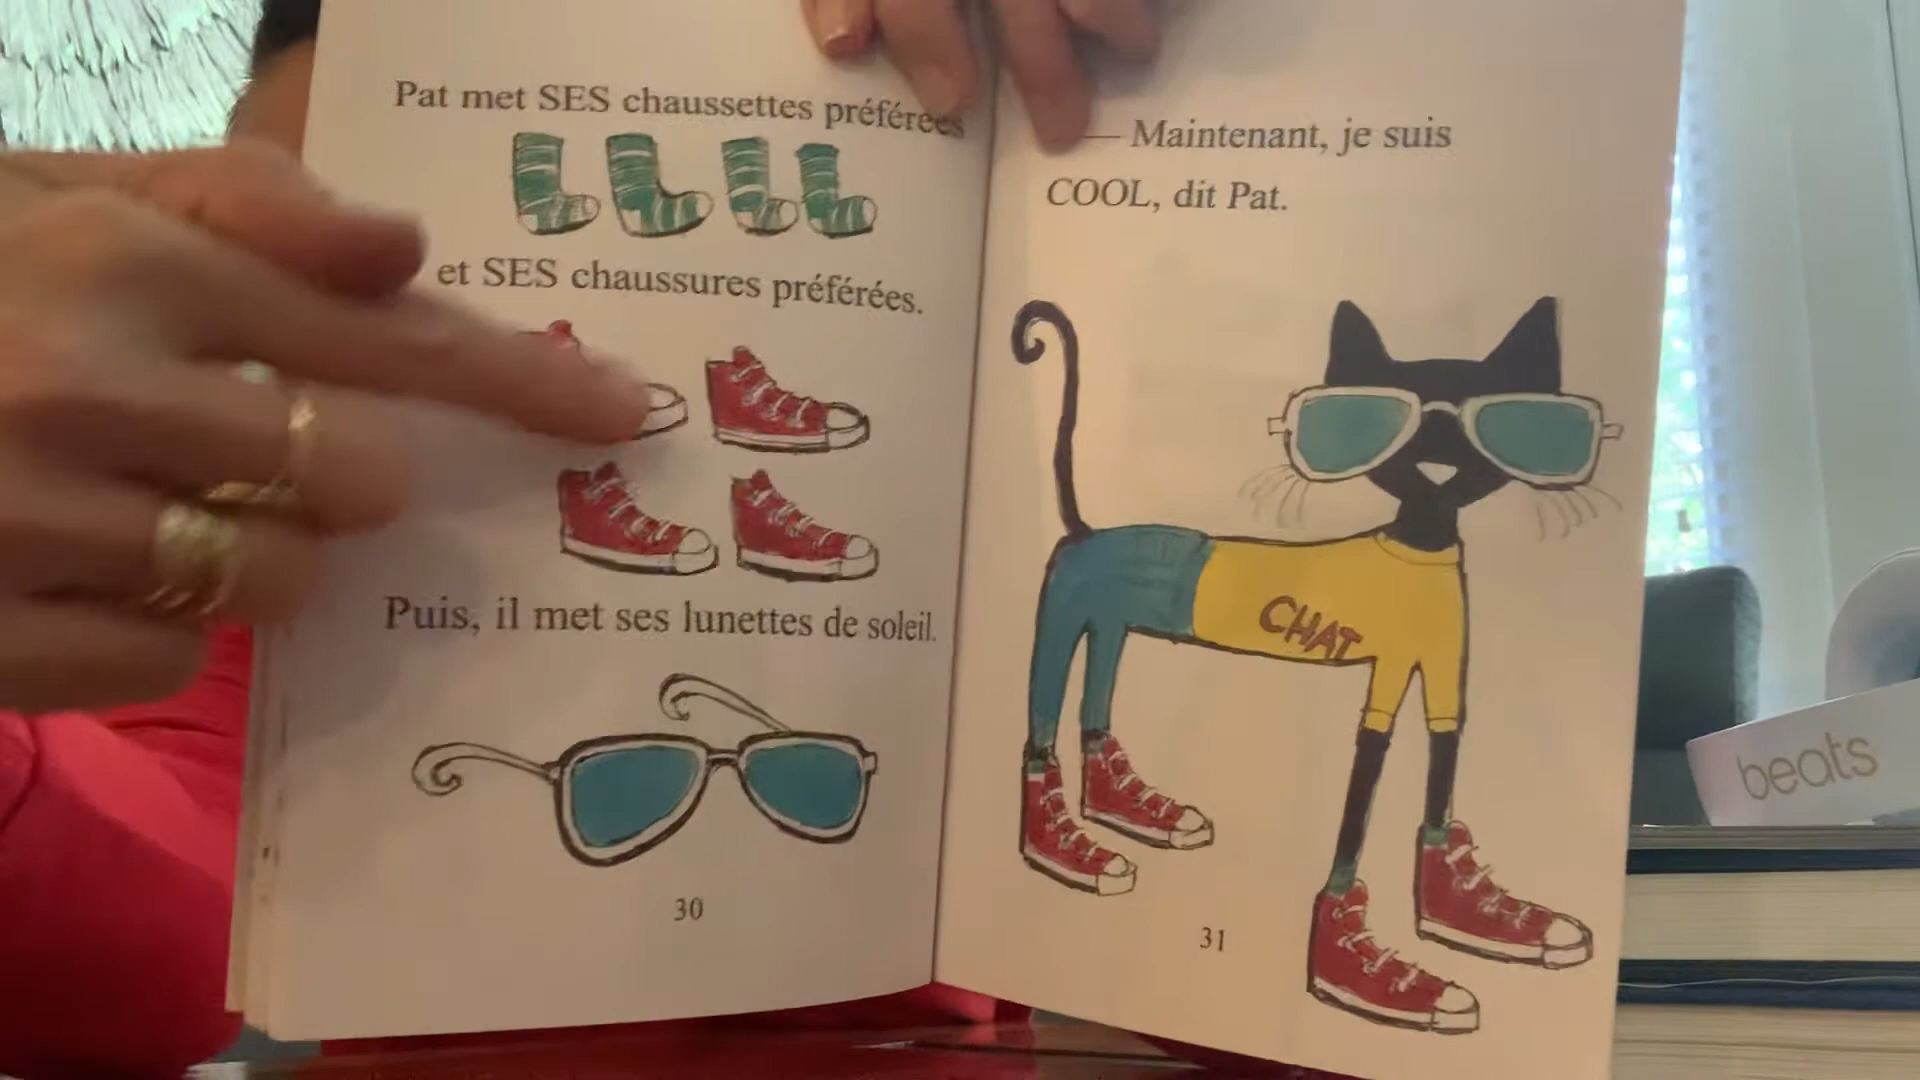 Pat met SES chaussettes préférées
et SES chaussures préférées.
Puis, il met ses lunettes de soleil.
30
— Maintenant, je suis
COOL, dit Pat.
CHAT
31
beats